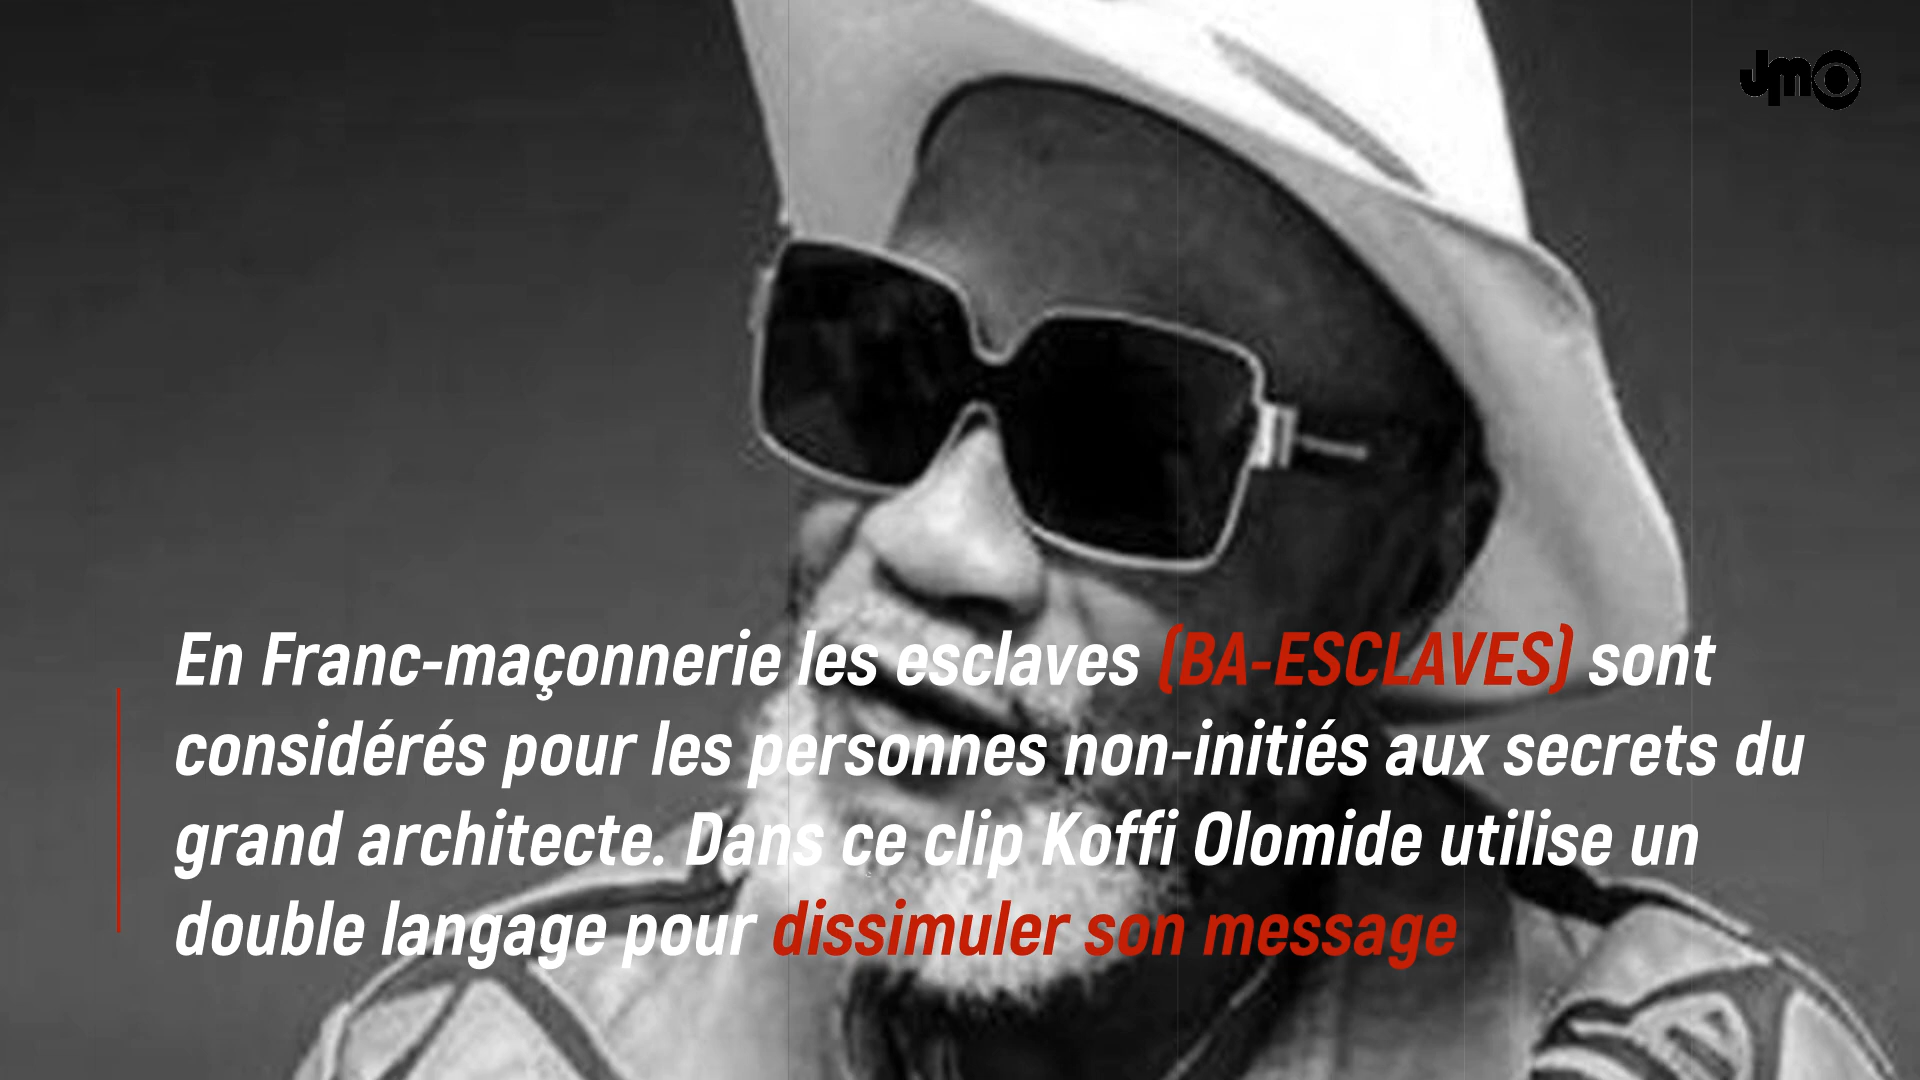 JMO
En Franc-maçonnerie les esclaves (BA-ESCLAVES) sont
considérés pour les personnes non-initiés aux secrets du
grand architecte. Dans ce clip Koffi Olomide utilise un
double langage pour dissimuler son message